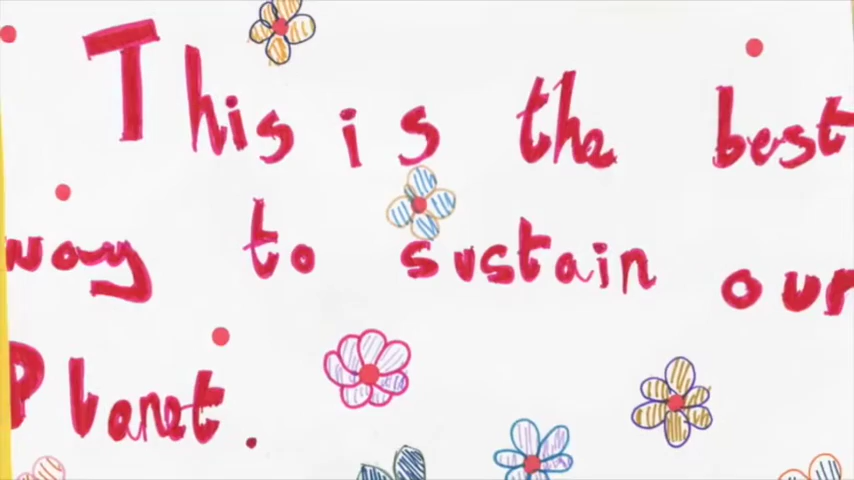 This is the best
way to sustain our
Planet.